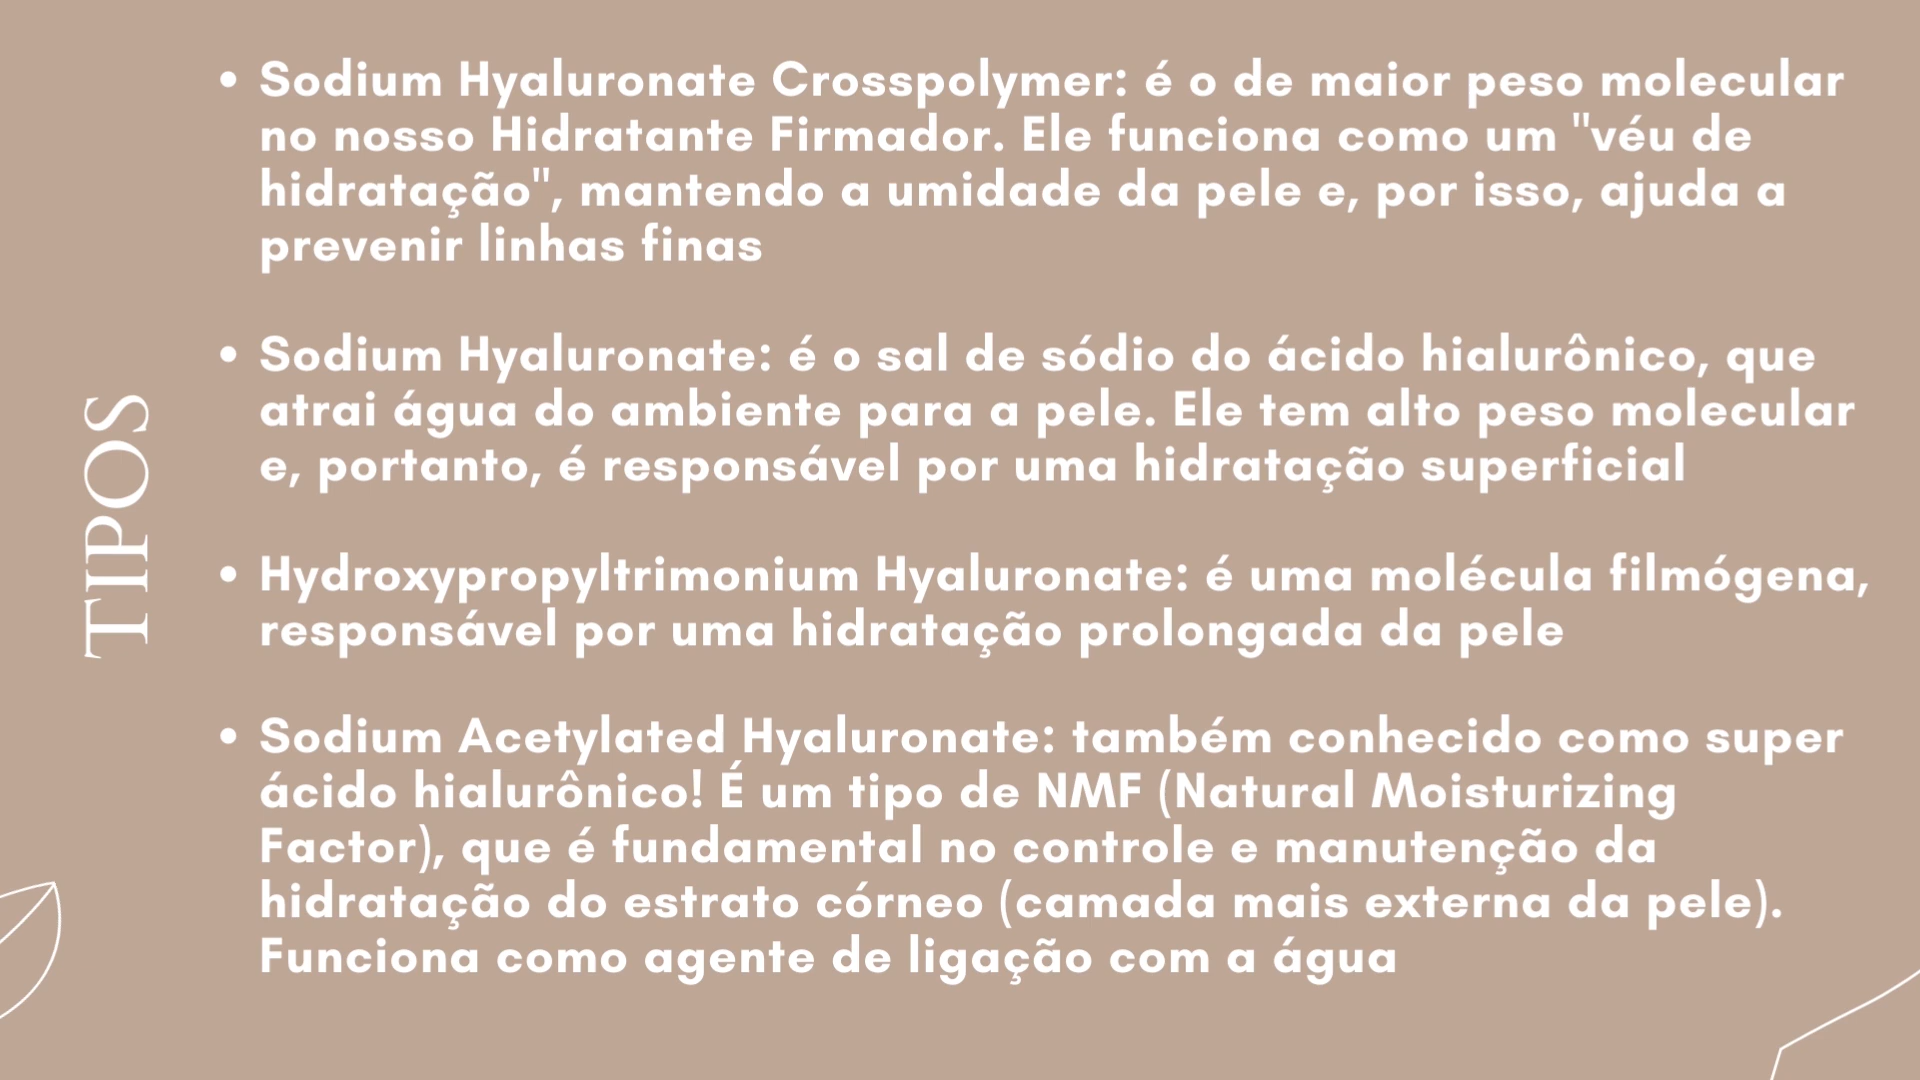 TIPOS
• Sodium Hyaluronate Crosspolymer: é o de maior peso molecular
no nosso Hidratante Firmador. Ele funciona como um "véu de
hidratação", mantendo a umidade da pele e, por isso, ajuda a
prevenir linhas finas
• Sodium Hyaluronate: é o sal de sódio do ácido hialurônico, que
atrai água do ambiente para a pele. Ele tem alto peso molecular
e, portanto, é responsável por uma hidratação superficial
• Hydroxypropyltrimonium Hyaluronate: é uma molécula filmógena,
responsável por uma hidratação prolongada da pele
• Sodium Acetylated Hyaluronate: também conhecido como super
ácido hialurônico! É um tipo de NMF (Natural Moisturizing
Factor), que é fundamental no controle e manutenção da
hidratação do estrato córneo (camada mais externa da pele).
Funciona como agente de ligação com a água